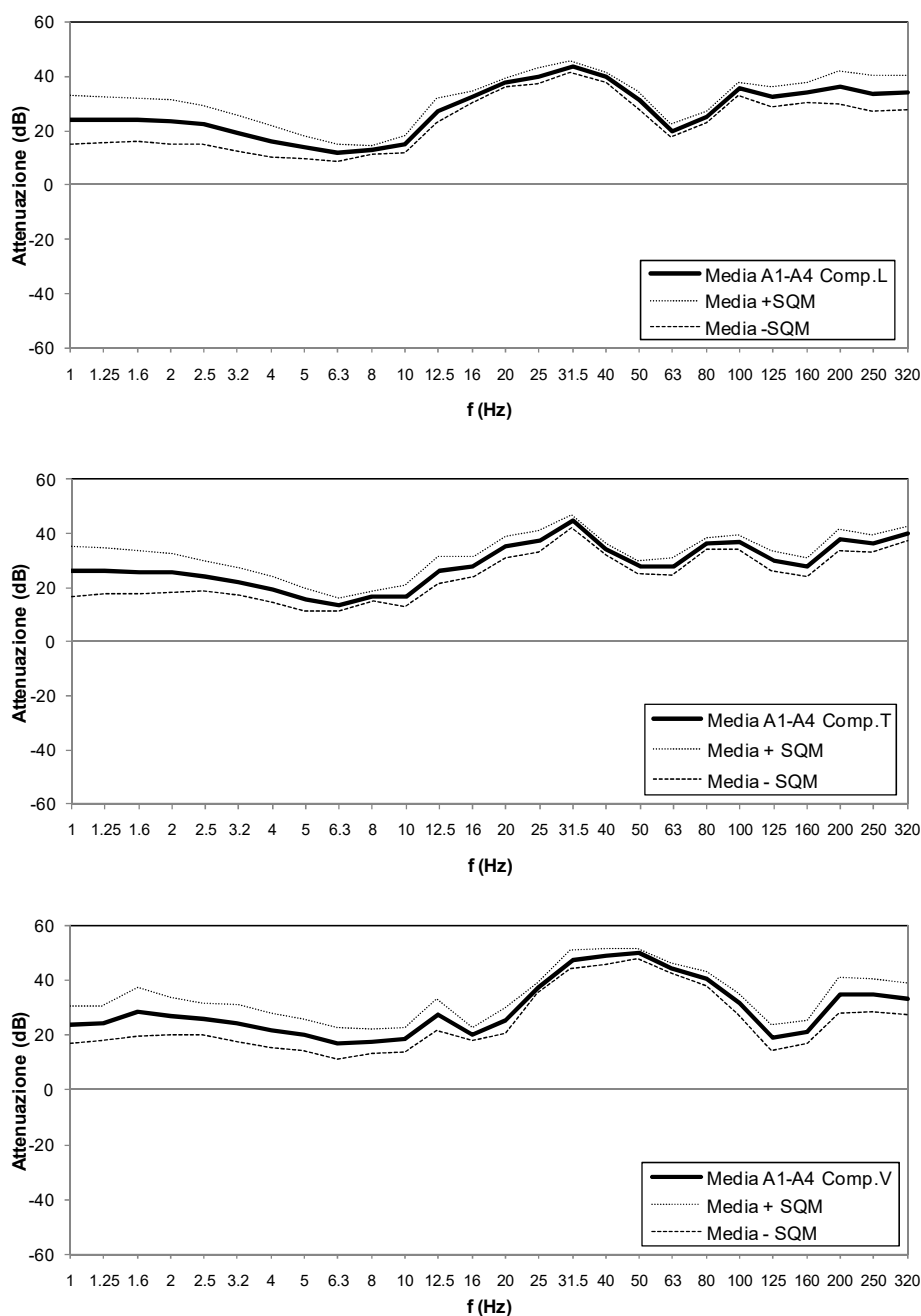 60
40
20
0
-20
-40
-60
Attenuazione (dB)
Media A1-A4 Comp.L
Media +SQM
Media -SQM
1 1.25 1.6 2 2.5 3.2 4 5 6.3 8 10 12.5 16 20 25 31.5 40 50 63 80 100 125 160 200 250 320
f (Hz)
60
40
20
0
-20
-40
-60
Attenuazione (dB)
Media A1-A4 Comp.T
Media + SQM
Media - SQM
1 1.25 1.6 2 2.5 3.2 4 5 6.3 8 10 12.5 16 20 25 31.5 40 50 63 80 100 125 160 200 250 320
f (Hz)
60
40
20
0
-20
-40
-60
Attenuazione (dB)
Media A1-A4 Comp.V
Media + SQM
Media - SQM
1 1.25 1.6 2 2.5 3.2 4 5 6.3 8 10 12.5 16 20 25 31.5 40 50 63 80 100 125 160 200 250 320
f (Hz)